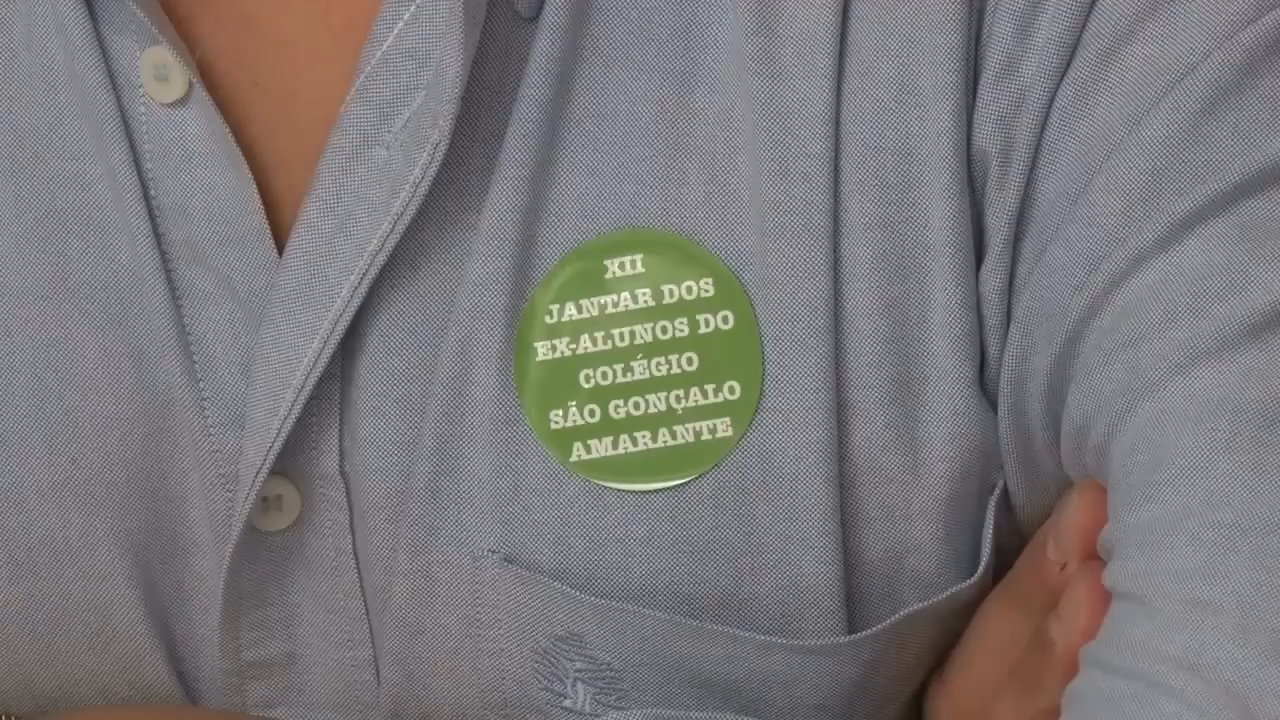 XII
JANTAR DOS
EX-ALUNOS DO
COLÉGIO
SÃO GONÇALO
AMARANTE